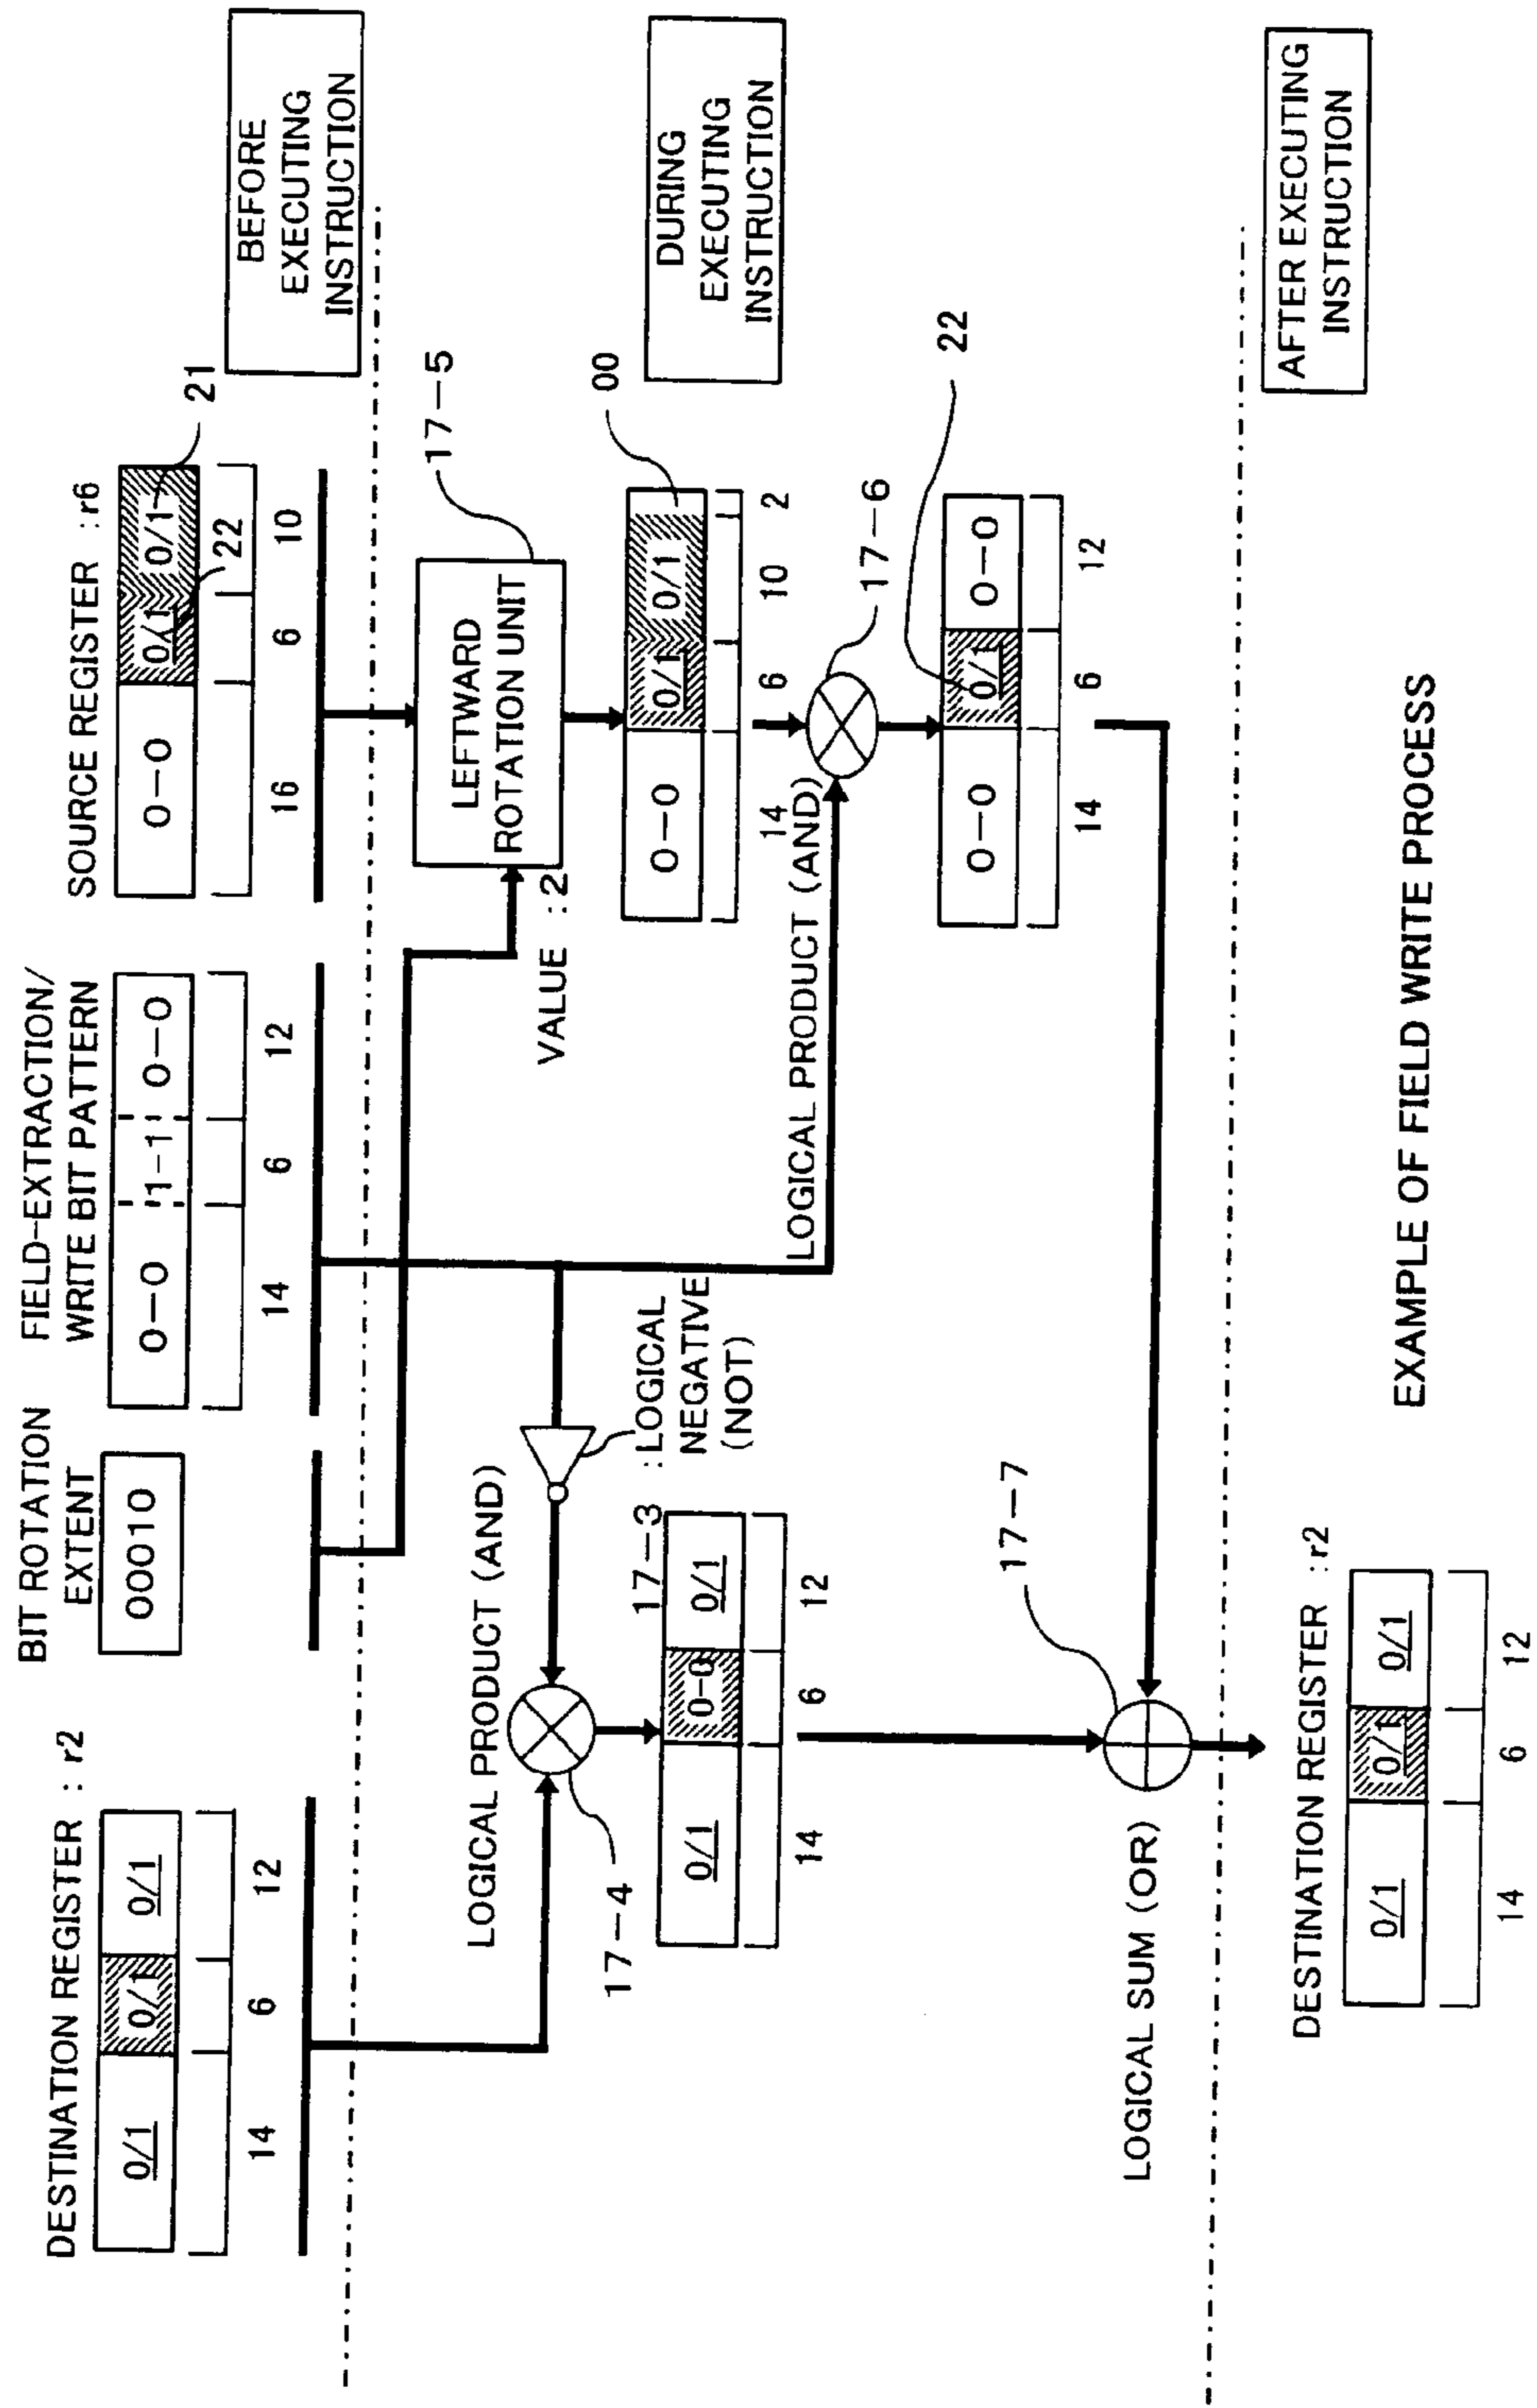 DESTINATION REGISTER : r2
0/1
0/1
0/1
14
6
12
BIT ROTATION
EXTENT
00010
FIELD-EXTRACTION/
WRITE BIT PATTERN
0-0
1-1
0-0
14
6
12
SOURCE REGISTER :r6
0-0
0/1
0/1
21
22
16
6
10
BEFORE
EXECUTING
INSTRUCTION
LOGICAL PRODUCT (AND)
17-4
17-3
:LOGICAL
NEGATIVE
(NOT)
0/1
0-0
0/1
14
6
12
VALUE :2
LEFTWARD
ROTATION UNIT
17-5
0-0
0/1
0/1
00
14
6
10
2
LOGICAL PRODUCT (AND)
17-6
0-0
0/1
0-0
22
14
6
12
DURING
EXECUTING
INSTRUCTION
LOGICAL SUM (OR)
17-7
DESTINATION REGISTER :r2
0/1
0/1
0/1
14
6
12
AFTER EXECUTING
INSTRUCTION
EXAMPLE OF FIELD WRITE PROCESS